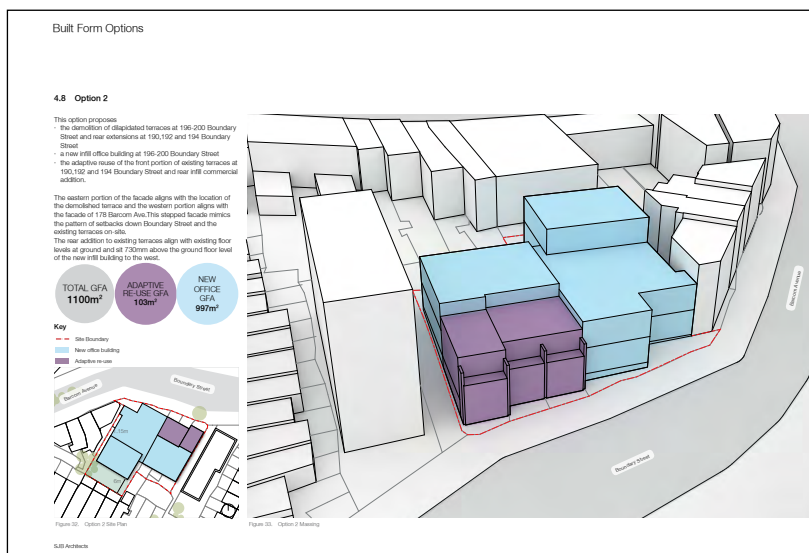 Built Form Options
4.8 Option 2
This option proposes
· the demolition of dilapidated terraces at 196-200 Boundary
Street and rear extensions at 190,192 and 194 Boundary
Street
· a new infill office building at 196-200 Boundary Street
· the adaptive reuse of the front portion of existing terraces at
190,192 and 194 Boundary Street and rear infill commercial
addition.
The eastern portion of the facade aligns with the location of
the demolished terrace and the western portion aligns with
the facade of 178 Barcom Ave.This stepped facade mimics
the pattern of setbacks down Boundary Street and the
existing terraces on-site.
The rear addition to existing terraces align with existing floor
levels at ground and sit 730mm above the ground floor level
of the new infill building to the west.
TOTAL GFA
1100m²
ADAPTIVE
RE-USE GFA
103m²
NEW
OFFICE
GFA
997m²
Key
Site Boundary
New office building
Adaptive re-use
Barcom Avenue
Boundary Street
6m
Figure 32. Option 2 Site Plan
Barcom Avenue
Boundary Street
Figure 33. Option 2 Massing
SJB Architects